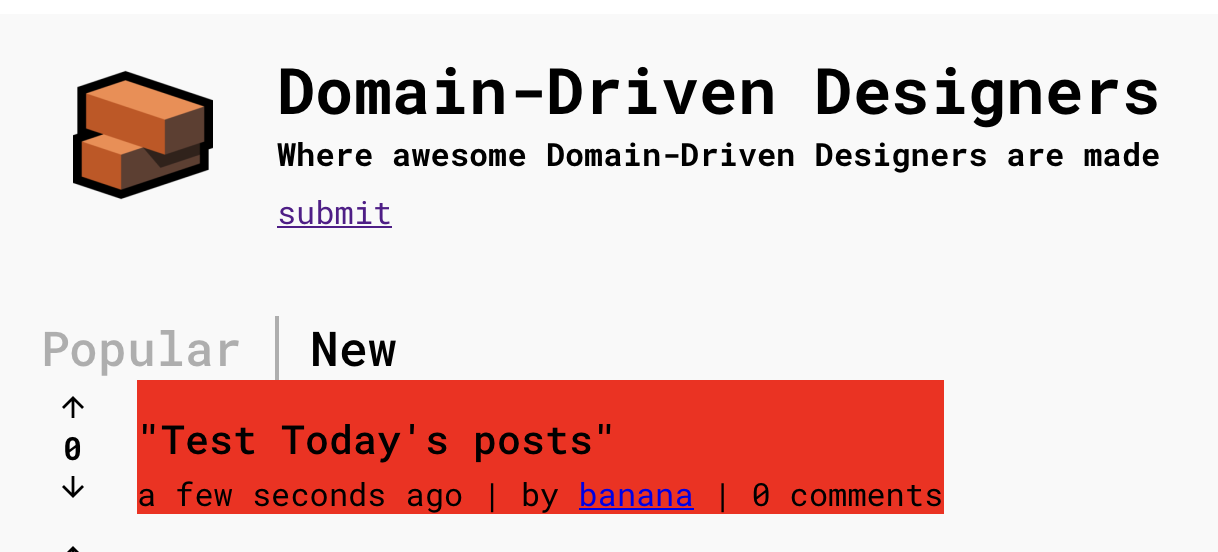 Domain-Driven Designers
Where awesome Domain-Driven Designers are made
submit
Popular | New
↑
0
↓
"Test Today's posts"
a few seconds ago | by banana | 0 comments